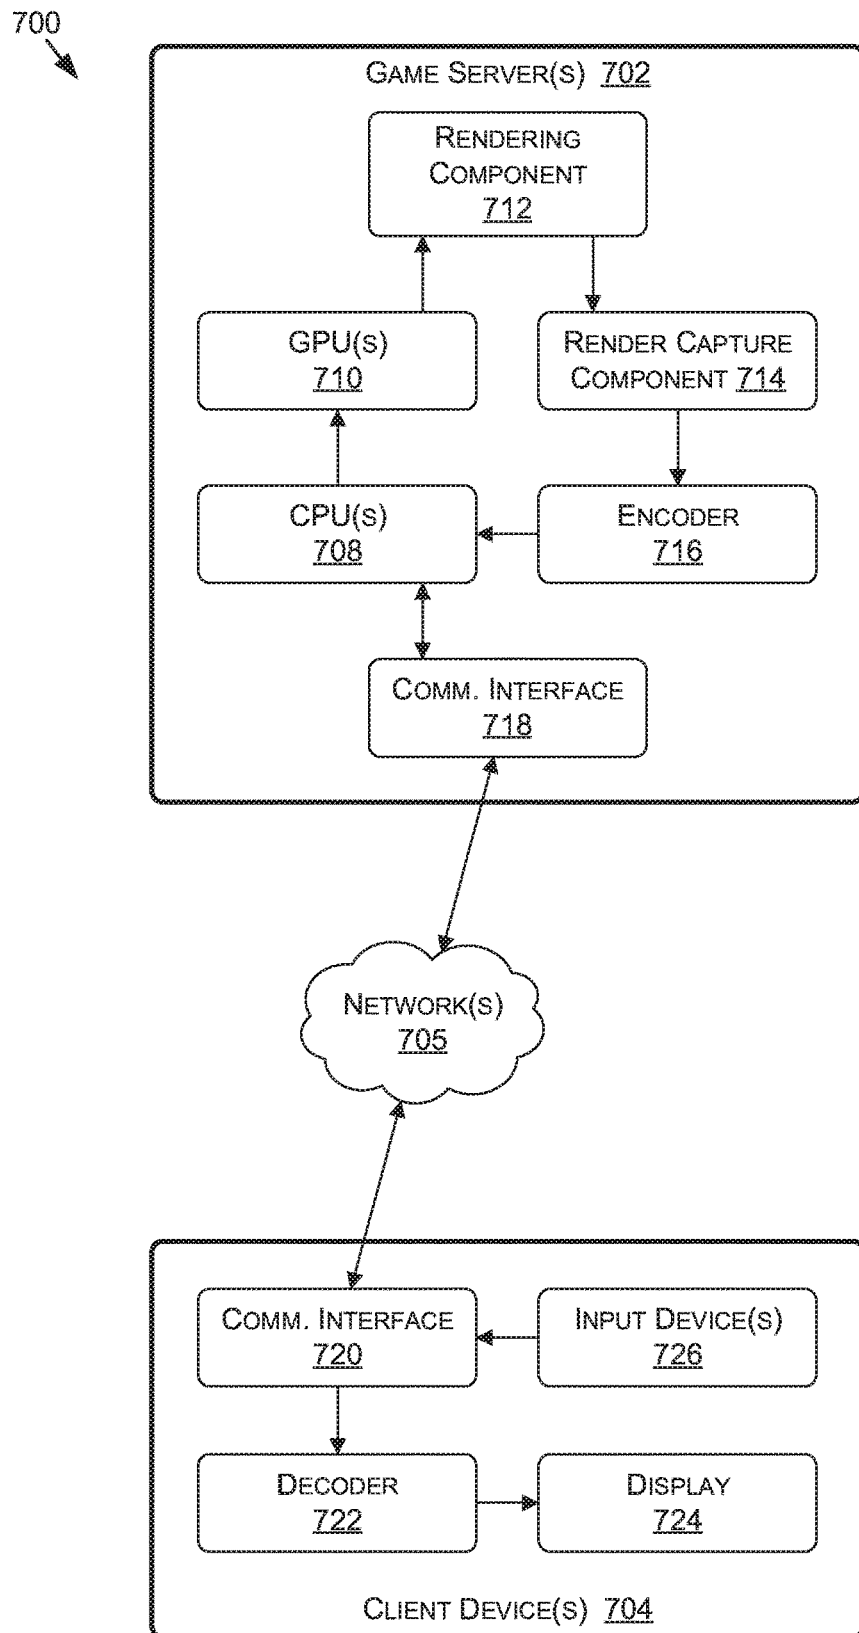 700
GAME SERVER(S) 702
RENDERING
COMPONENT
712
GPU(S)
710
RENDER CAPTURE
COMPONENT 714
CPU(S)
708
ENCODER
716
COMM. INTERFACE
718
NETWORK(S)
705
COMM. INTERFACE
720
INPUT DEVICE(S)
726
DECODER
722
DISPLAY
724
CLIENT DEVICE(S) 704